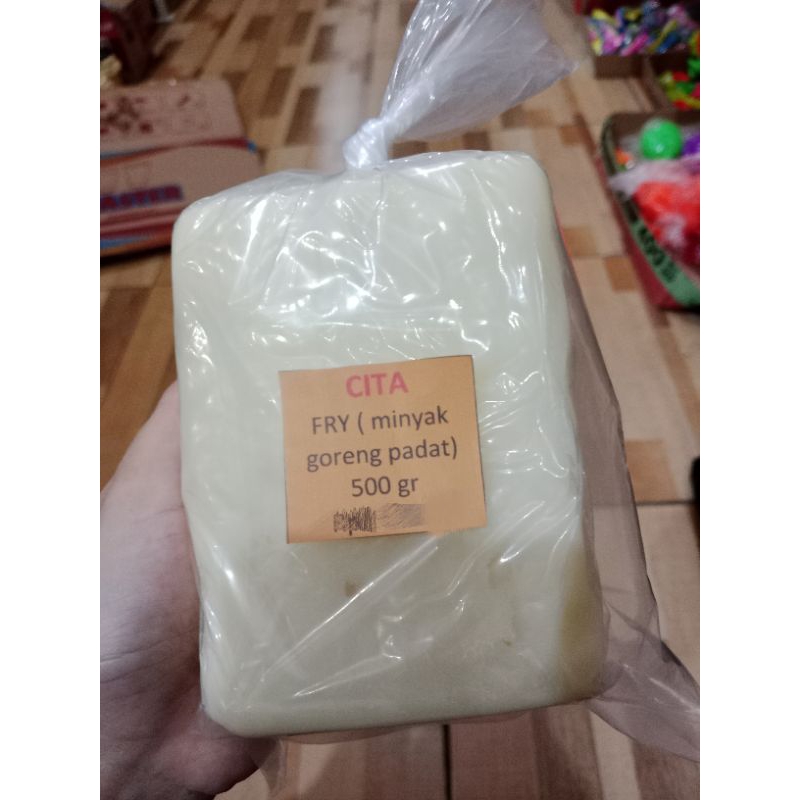 CITA
FRY ( minyak
goreng padat)
500 gr